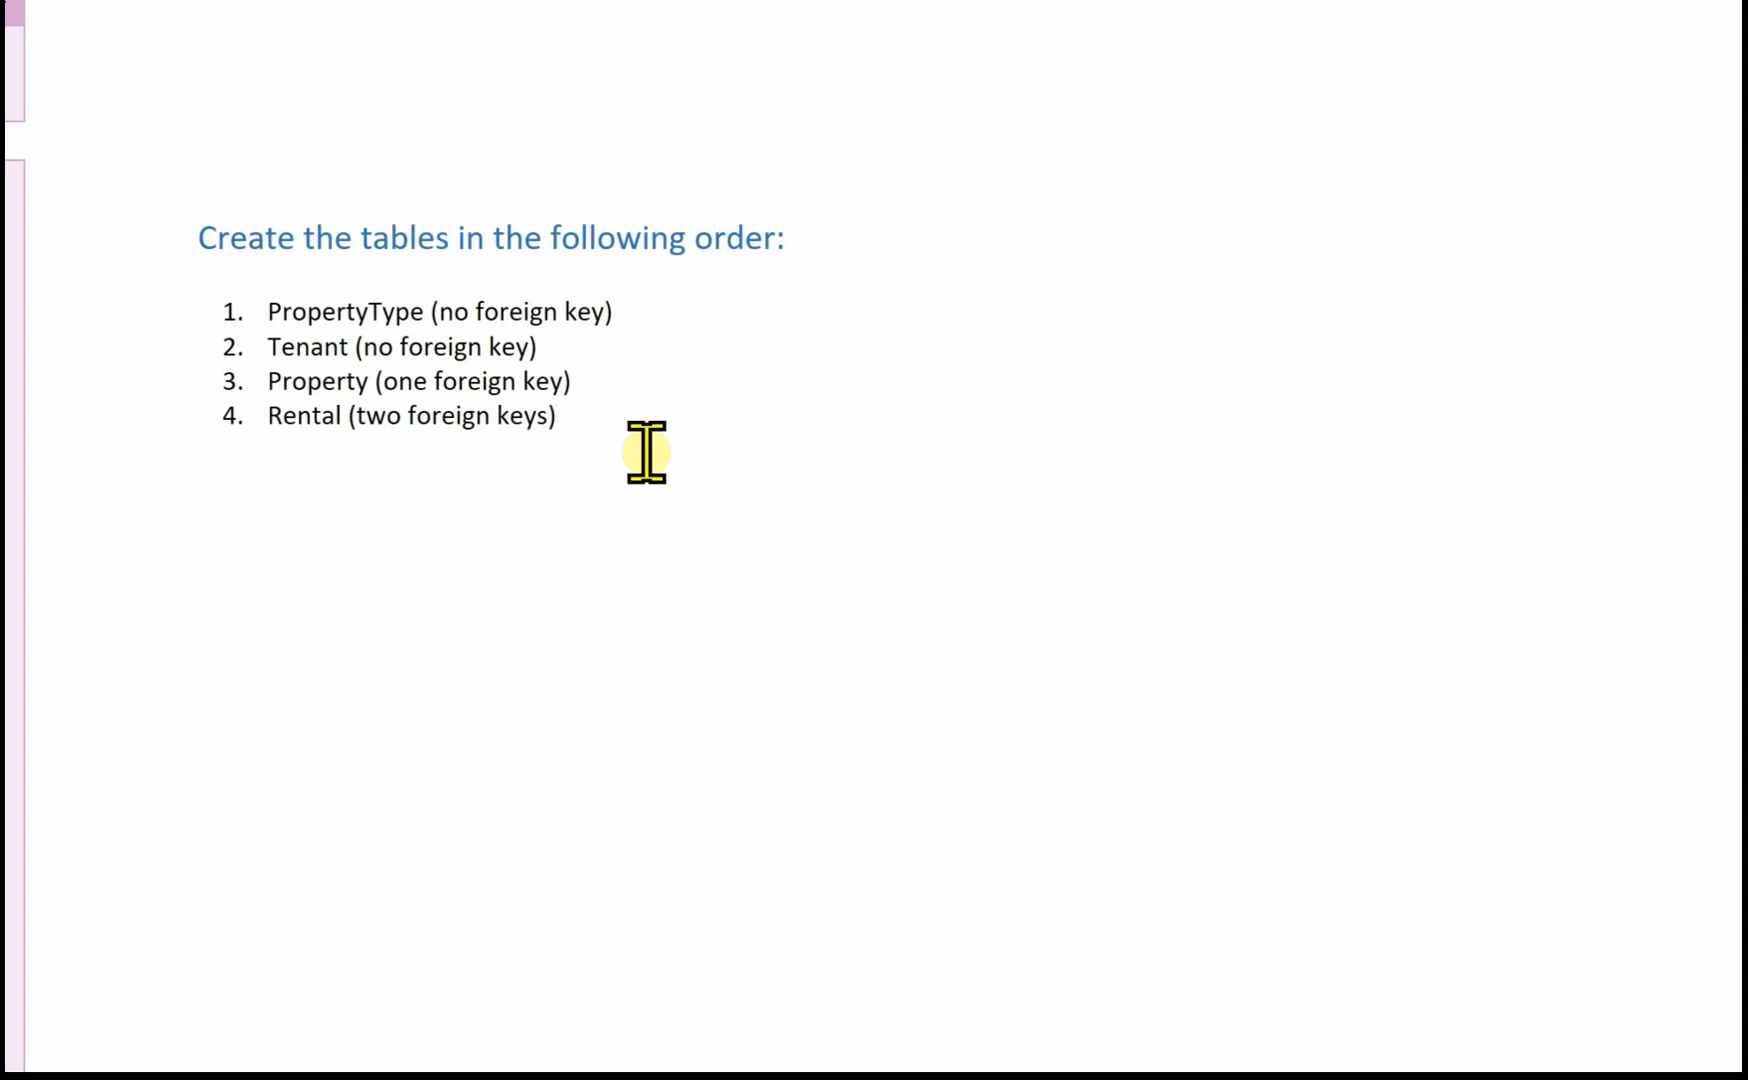 Create the tables in the following order:
1. PropertyType (no foreign key)
2. Tenant (no foreign key)
3. Property (one foreign key)
4. Rental (two foreign keys)